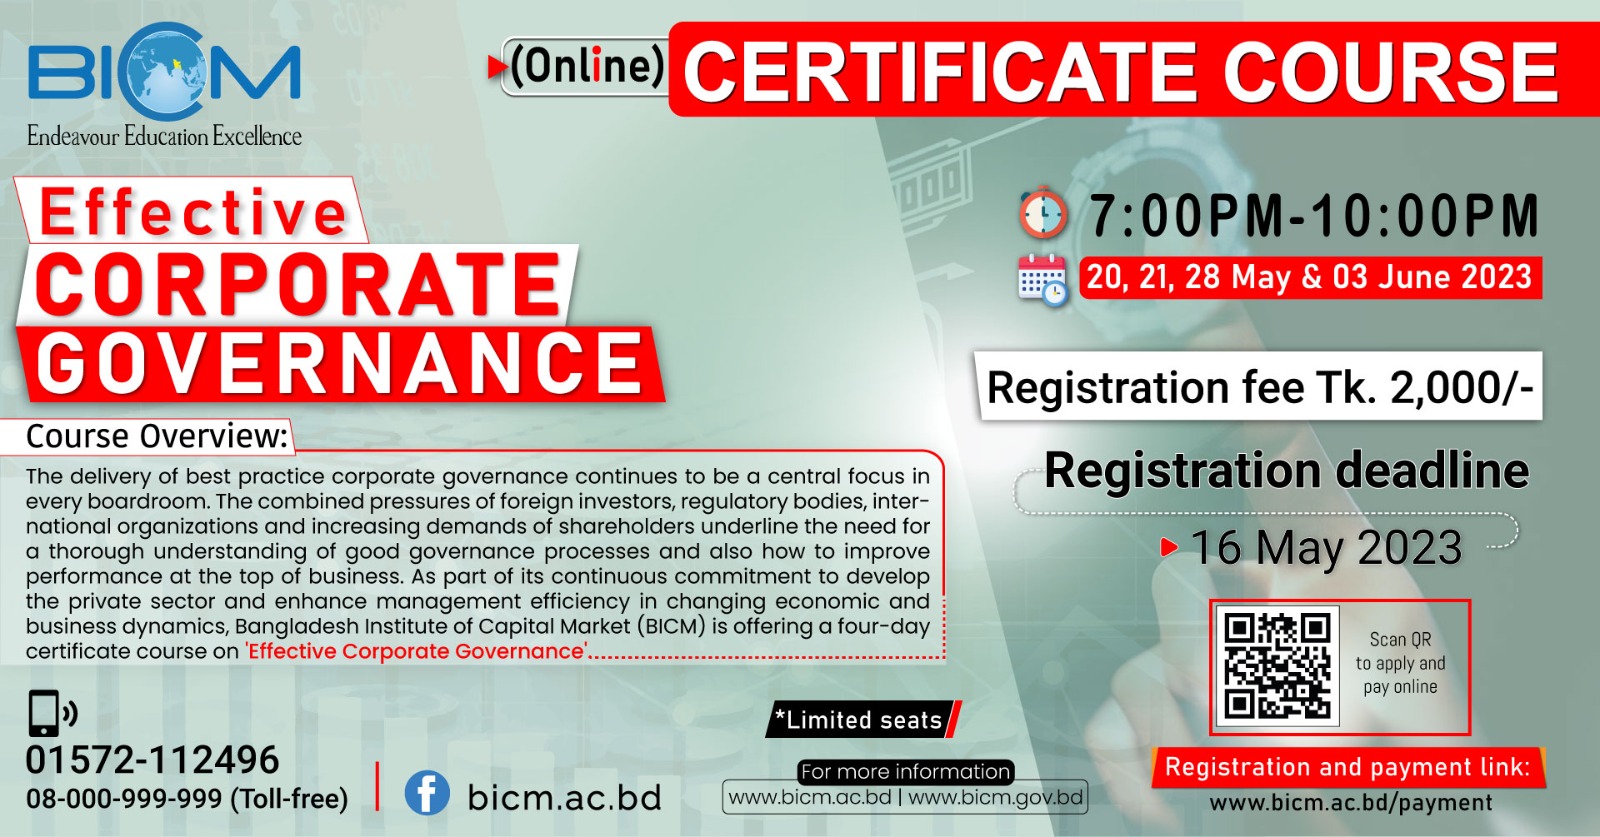 BICM
Endeavour Education Excellence
(Online)
CERTIFICATE COURSE
Effective
CORPORATE
GOVERNANCE
7:00PM-10:00PM
20, 21, 28 May & 03 June 2023
Registration fee Tk. 2,000/-
Registration deadline
16 May 2023
Course Overview:
The delivery of best practice corporate governance continues to be a central focus in
every boardroom. The combined pressures of foreign investors, regulatory bodies, inter-
national organizations and increasing demands of shareholders underline the need for
a thorough understanding of good governance processes and also how to improve
performance at the top of business. As part of its continuous commitment to develop
the private sector and enhance management efficiency in changing economic and
business dynamics, Bangladesh Institute of Capital Market (BICM) is offering a four-day
certificate course on 'Effective Corporate Governance'
Scan QR
to apply and
pay online
*Limited seats
01572-112496
08-000-999-999 (Toll-free)
bicm.ac.bd
For more information
www.bicm.ac.bd | www.bicm.gov.bd
Registration and payment link:
www.bicm.ac.bd/payment